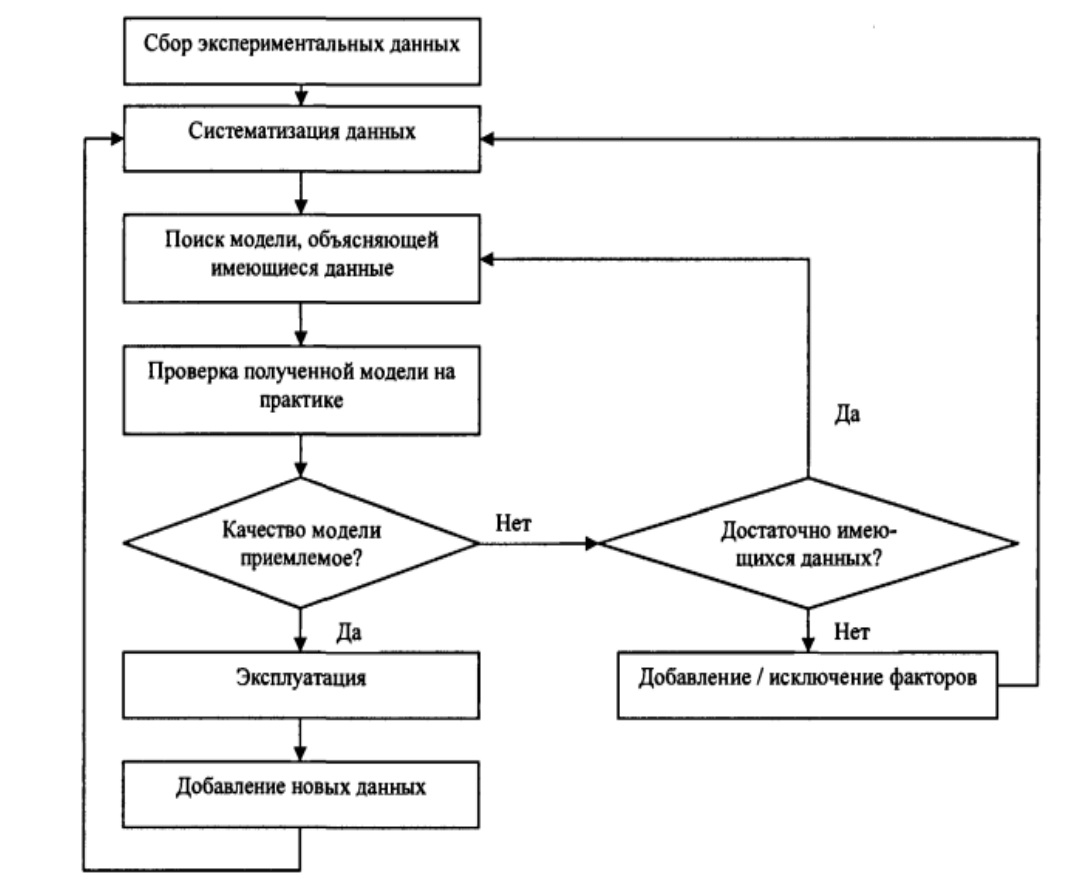 Сбор экспериментальных данных
Систематизация данных
Поиск модели, объясняющей
имеющиеся данные
Проверка полученной модели на
практике
Да
Качество модели
приемлемое?
Нет
Достаточно имею-
щихся данных?
Да
Нет
Эксплуатация
Добавление / исключение факторов
Добавление новых данных